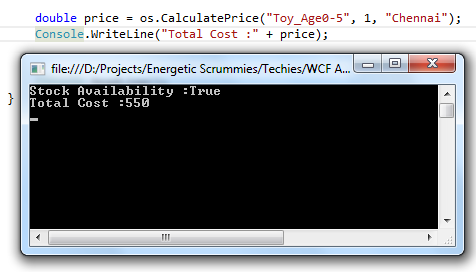 double price = os.CalculatePrice("Toy_Age0-5", 1, "Chennai");
Console.WriteLine("Total Cost :" + price);
}
file:///D:/Projects/Energetic Scrummies/Techies/WCF A...
Stock Availability :True
Total Cost :550